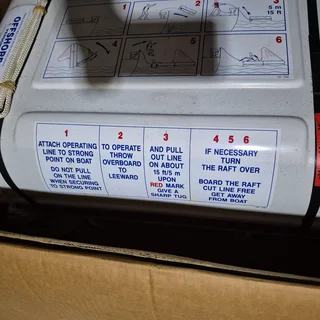 OFFSHORE
1
2
3
5 m
15 ft
4
5
6
1
ATTACH OPERATING
LINE TO STRONG
POINT ON BOAT
DO NOT PULL
ON THE LINE
WHEN SECURING
TO STRONG POINT
2
TO OPERATE
THROW
OVERBOARD
TO
LEEWARD
3
AND PULL
OUT LINE
ON ABOUT
15 ft/5 m
UPON
RED MARK
GIVE A
SHARP TUG
4 5 6
IF NECESSARY
TURN
THE RAFT OVER
BOARD THE RAFT
CUT LINE FREE
GET AWAY
FROM BOAT